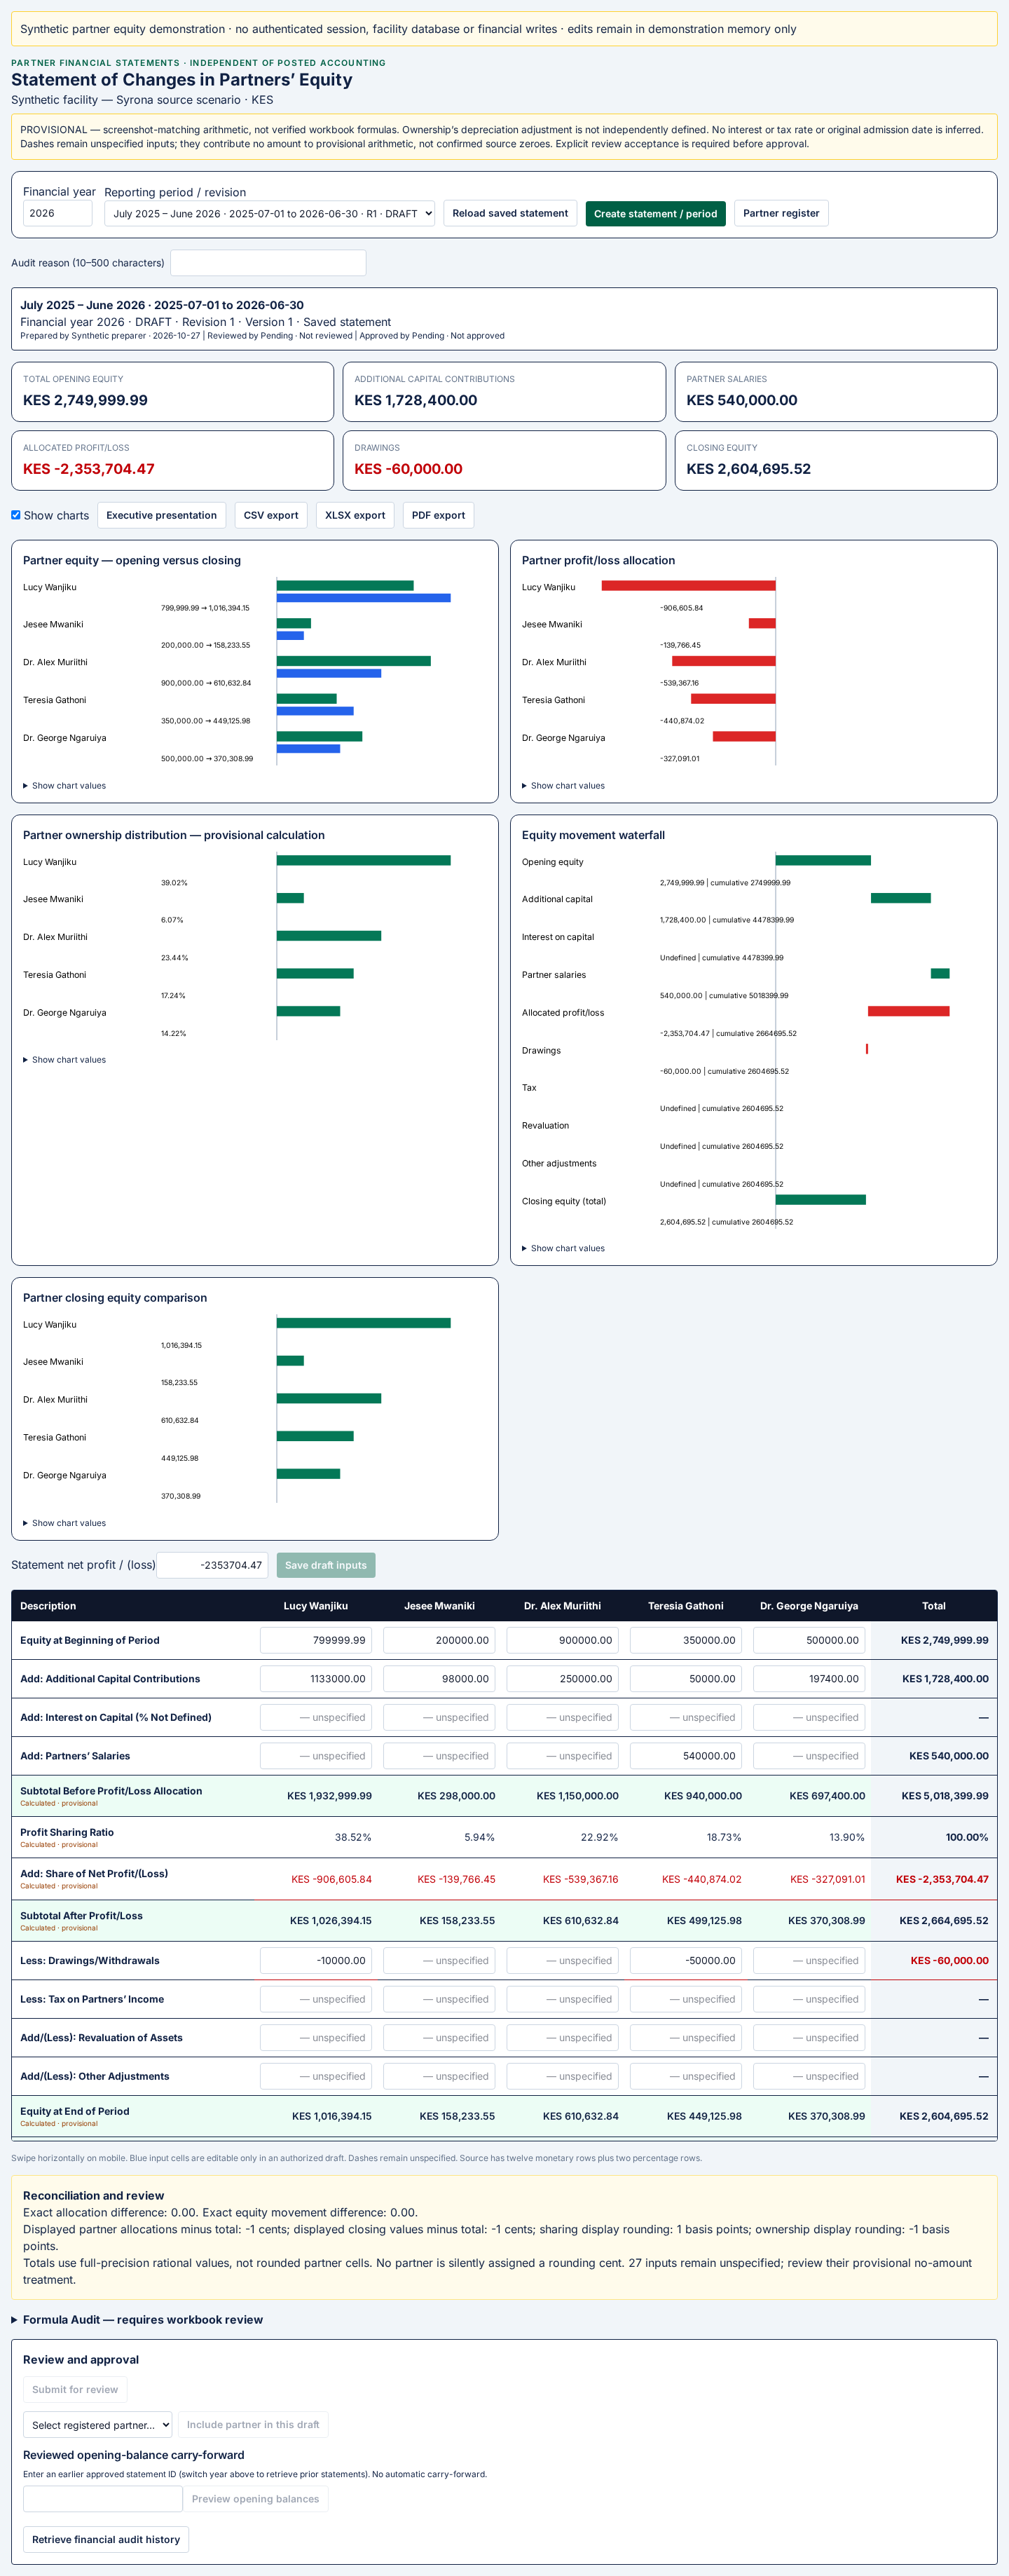 Synthetic partner equity demonstration · no authenticated session, facility database or financial writes · edits remain in demonstration memory only
PARTNER FINANCIAL STATEMENTS · INDEPENDENT OF POSTED ACCOUNTING
Statement of Changes in Partners’ Equity
Synthetic facility — Syrona source scenario · KES
PROVISIONAL — screenshot-matching arithmetic, not verified workbook formulas. Ownership’s depreciation adjustment is not independently defined. No interest or tax rate or original admission date is inferred.
Dashes remain unspecified inputs; they contribute no amount to provisional arithmetic, not confirmed source zeroes. Explicit review acceptance is required before approval.
Financial year Reporting period / revision
2026 July 2025 – June 2026 · 2025-07-01 to 2026-06-30 · R1 · DRAFT Reload saved statement Create statement / period Partner register
Audit reason (10–500 characters)
July 2025 – June 2026 · 2025-07-01 to 2026-06-30
Financial year 2026 · DRAFT · Revision 1 · Version 1 · Saved statement
Prepared by Synthetic preparer · 2026-10-27 | Reviewed by Pending · Not reviewed | Approved by Pending · Not approved
TOTAL OPENING EQUITY
KES 2,749,999.99
ADDITIONAL CAPITAL CONTRIBUTIONS
KES 1,728,400.00
PARTNER SALARIES
KES 540,000.00
ALLOCATED PROFIT/LOSS
KES -2,353,704.47
DRAWINGS
KES -60,000.00
CLOSING EQUITY
KES 2,604,695.52
Show charts Executive presentation CSV export XLSX export PDF export
Partner equity — opening versus closing
Lucy Wanjiku
799,999.99 → 1,016,394.15
Jesee Mwaniki
200,000.00 → 158,233.55
Dr. Alex Muriithi
900,000.00 → 610,632.84
Teresia Gathoni
350,000.00 → 449,125.98
Dr. George Ngaruiya
500,000.00 → 370,308.99
▶ Show chart values
Partner profit/loss allocation
Lucy Wanjiku
-906,605.84
Jesee Mwaniki
-139,766.45
Dr. Alex Muriithi
-539,367.16
Teresia Gathoni
-440,874.02
Dr. George Ngaruiya
-327,091.01
▶ Show chart values
Partner ownership distribution — provisional calculation
Lucy Wanjiku
39.02%
Jesee Mwaniki
6.07%
Dr. Alex Muriithi
23.44%
Teresia Gathoni
17.24%
Dr. George Ngaruiya
14.22%
▶ Show chart values
Equity movement waterfall
Opening equity
2,749,999.99 | cumulative 2749999.99
Additional capital
1,728,400.00 | cumulative 4478399.99
Interest on capital
Undefined | cumulative 4478399.99
Partner salaries
540,000.00 | cumulative 5018399.99
Allocated profit/loss
-2,353,704.47 | cumulative 2664695.52
Drawings
-60,000.00 | cumulative 2604695.52
Tax
Undefined | cumulative 2604695.52
Revaluation
Undefined | cumulative 2604695.52
Other adjustments
Undefined | cumulative 2604695.52
Closing equity (total)
2,604,695.52 | cumulative 2604695.52
▶ Show chart values
Partner closing equity comparison
Lucy Wanjiku
1,016,394.15
Jesee Mwaniki
158,233.55
Dr. Alex Muriithi
610,632.84
Teresia Gathoni
449,125.98
Dr. George Ngaruiya
370,308.99
▶ Show chart values
Statement net profit / (loss) -2353704.47 Save draft inputs
Description Lucy Wanjiku Jesee Mwaniki Dr. Alex Muriithi Teresia Gathoni Dr. George Ngaruiya Total
Equity at Beginning of Period 799999.99 200000.00 900000.00 350000.00 500000.00 KES 2,749,999.99
Add: Additional Capital Contributions 1133000.00 98000.00 250000.00 50000.00 197400.00 KES 1,728,400.00
Add: Interest on Capital (% Not Defined) — unspecified — unspecified — unspecified — unspecified — unspecified —
Add: Partners’ Salaries — unspecified — unspecified — unspecified 540000.00 — unspecified KES 540,000.00
Subtotal Before Profit/Loss Allocation KES 1,932,999.99 KES 298,000.00 KES 1,150,000.00 KES 940,000.00 KES 697,400.00 KES 5,018,399.99
Calculated · provisional
Profit Sharing Ratio 38.52% 5.94% 22.92% 18.73% 13.90% 100.00%
Calculated · provisional
Add: Share of Net Profit/(Loss) KES -906,605.84 KES -139,766.45 KES -539,367.16 KES -440,874.02 KES -327,091.01 KES -2,353,704.47
Calculated · provisional
Subtotal After Profit/Loss KES 1,026,394.15 KES 158,233.55 KES 610,632.84 KES 499,125.98 KES 370,308.99 KES 2,664,695.52
Calculated · provisional
Less: Drawings/Withdrawals -10000.00 — unspecified — unspecified -50000.00 — unspecified KES -60,000.00
Less: Tax on Partners’ Income — unspecified — unspecified — unspecified — unspecified — unspecified —
Add/(Less): Revaluation of Assets — unspecified — unspecified — unspecified — unspecified — unspecified —
Add/(Less): Other Adjustments — unspecified — unspecified — unspecified — unspecified — unspecified —
Equity at End of Period KES 1,016,394.15 KES 158,233.55 KES 610,632.84 KES 449,125.98 KES 370,308.99 KES 2,604,695.52
Calculated · provisional
Swipe horizontally on mobile. Blue input cells are editable only in an authorized draft. Dashes remain unspecified. Source has twelve monetary rows plus two percentage rows.
Reconciliation and review
Exact allocation difference: 0.00. Exact equity movement difference: 0.00.
Displayed partner allocations minus total: -1 cents; displayed closing values minus total: -1 cents; sharing display rounding: 1 basis points; ownership display rounding: -1 basis
points.
Totals use full-precision rational values, not rounded partner cells. No partner is silently assigned a rounding cent. 27 inputs remain unspecified; review their provisional no-amount
treatment.
▶ Formula Audit — requires workbook review
Review and approval
Submit for review
Select registered partner... Include partner in this draft
Reviewed opening-balance carry-forward
Enter an earlier approved statement ID (switch year above to retrieve prior statements). No automatic carry-forward.
Preview opening balances
Retrieve financial audit history